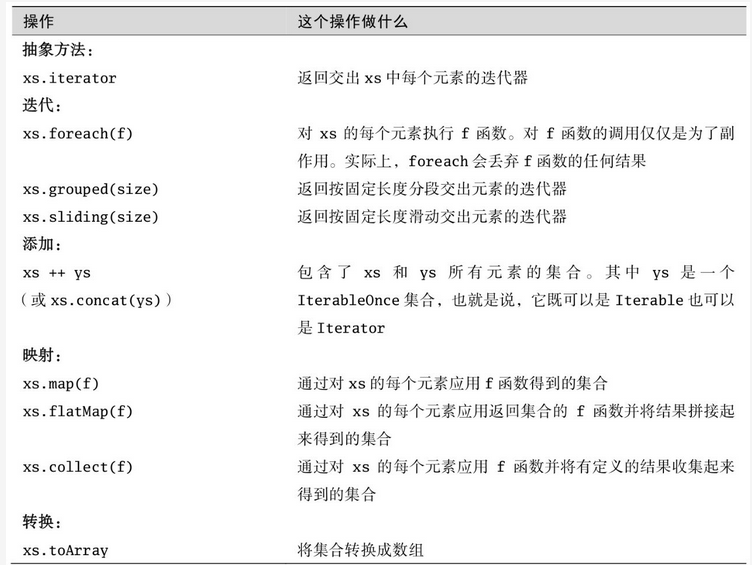 操作 这个操作做什么
抽象方法：
xs.iterator 返回交出 xs 中每个元素的迭代器
迭代：
xs.foreach(f) 对 xs 的每个元素执行 f 函数。对 f 函数的调用仅仅是为了副
作用。实际上，foreach 会丢弃 f 函数的任何结果
xs.grouped(size) 返回按固定长度分段交出元素的迭代器
xs.sliding(size) 返回按固定长度滑动交出元素的迭代器
添加：
xs ++ ys 包含了 xs 和 ys 所有元素的集合。其中 ys 是一个
（或 xs.concat(ys)） IterableOnce 集合，也就是说，它既可以是 Iterable 也可以
是 Iterator
映射：
xs.map(f) 通过对 xs 的每个元素应用 f 函数得到的集合
xs.flatMap(f) 通过对 xs 的每个元素应用返回集合的 f 函数并将结果拼接起
来得到的集合
xs.collect(f) 通过对 xs 的每个元素应用 f 函数并将有定义的结果收集起来
得到的集合
转换：
xs.toArray 将集合转换成数组